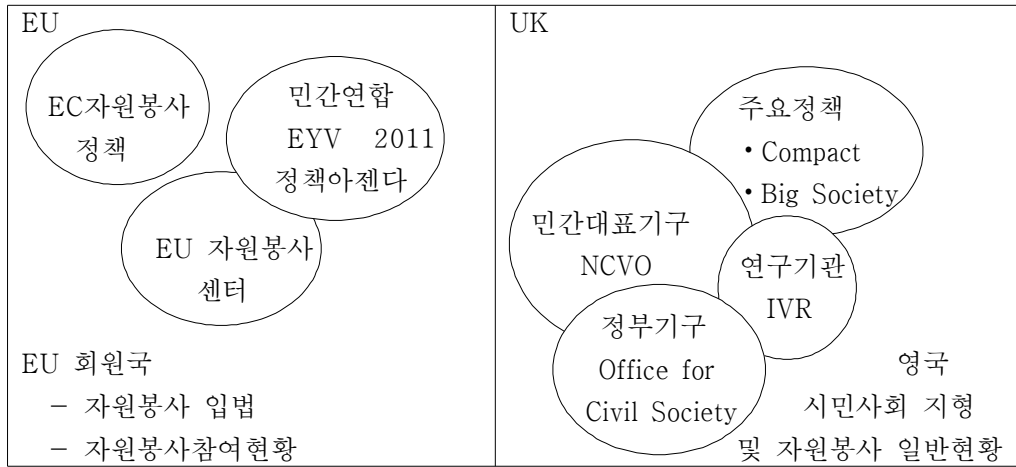 EU
EC자원봉사
정책
민간연합
EYV 2011
정책아젠다
EU 자원봉사
센터
EU 회원국
- 자원봉사 입법
- 자원봉사참여현황
UK
주요정책
• Compact
• Big Society
민간대표기구
NCVO
연구기관
IVR
정부기구
Office for
Civil Society
영국
시민사회 지형
및 자원봉사 일반현황